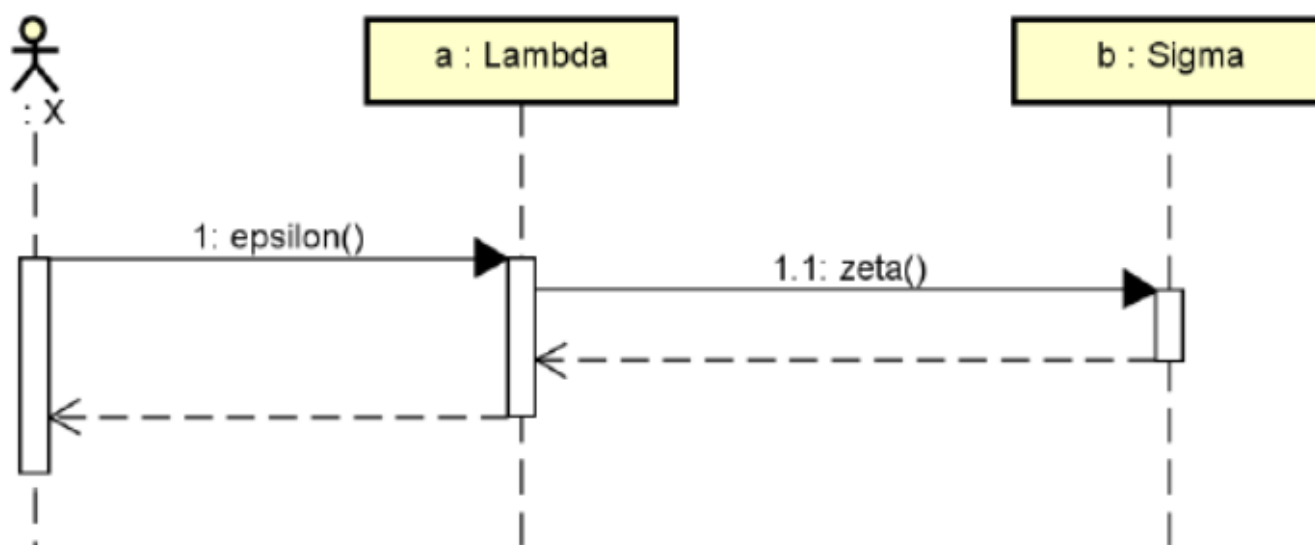 a : Lambda
b : Sigma
: X
1: epsilon()
1.1: zeta()